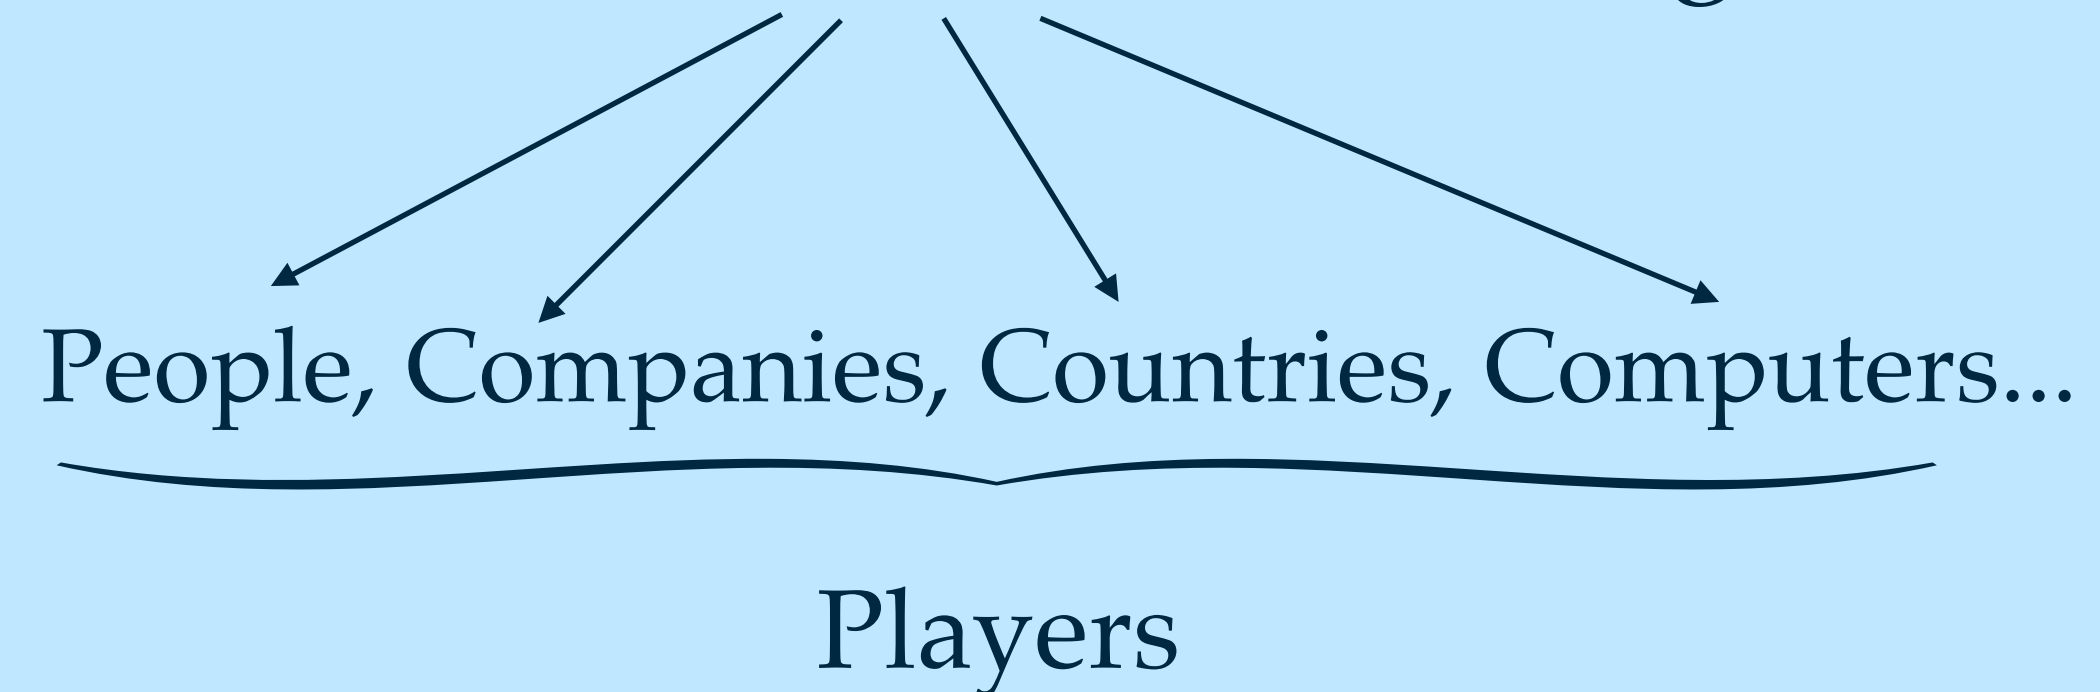 People, Companies, Countries, Computers...
Players